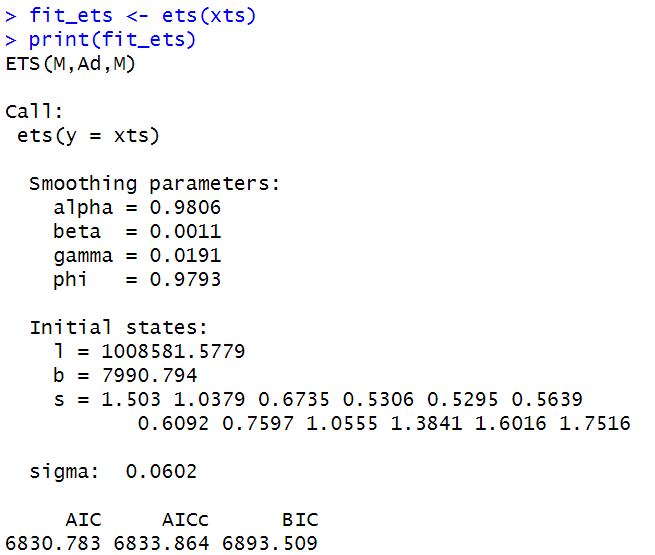 > fit_ets <- ets(xts)
> print(fit_ets)
ETS(M,Ad,M)
Call:
ets(y = xts)
Smoothing parameters:
alpha = 0.9806
beta  = 0.0011
gamma = 0.0191
phi   = 0.9793
Initial states:
l = 1008581.5779
b = 7990.794
s = 1.503 1.0379 0.6735 0.5306 0.5295 0.5639
0.6092 0.7597 1.0555 1.3841 1.6016 1.7516
sigma:  0.0602
AIC     AICc      BIC
6830.783 6833.864 6893.509